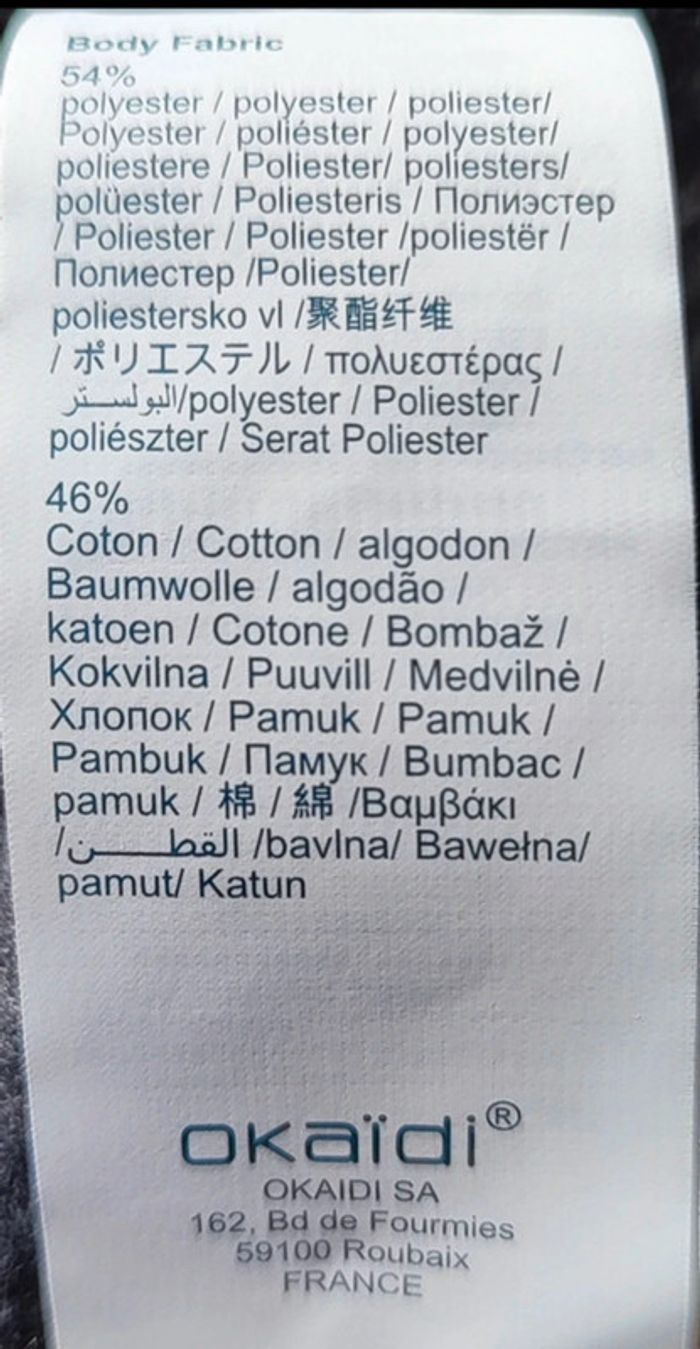 Body Fabric
54%
polyester / polyester / poliester/
Polyester / poliéster / polyester/
poliestere / Poliester/ poliesters/
polüester / Poliesteris / Полиэстер
/ Poliester / Poliester /poliestër /
Полиестер /Poliester/
poliestersko vl /聚酯纤维
/ ポリエステル / πολυεστέρας /
البولستر/polyester / Poliester /
poliészter / Serat Poliester
46%
Coton / Cotton / algodon /
Baumwolle / algodão /
katoen / Cotone / Bombaž /
Kokvilna / Puuvill / Medvilnė /
Хлопок / Pamuk / Pamuk /
Pambuk / Памук / Bumbac /
pamuk / 棉 / 綿 /Βαμβάκι
/القطــــن /bavlna/ Bawełna/
pamut/ Katun
okaïdi®
OKAIDI SA
162, Bd de Fourmies
59100 Roubaix
FRANCE